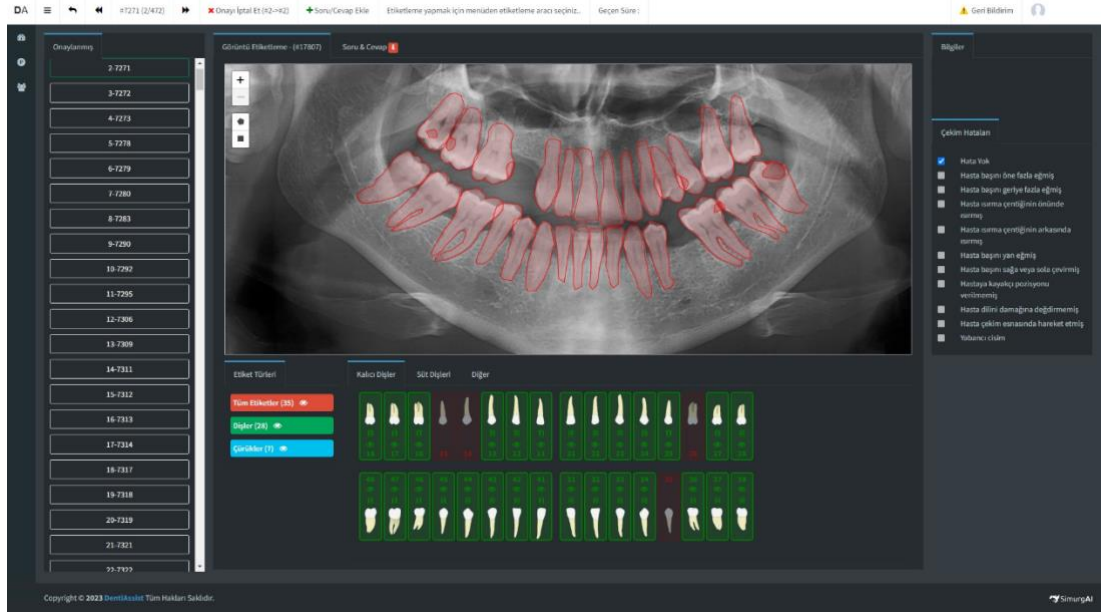 DA
#7271 (2/472)
Onayı İptal Et (#2->#2)
Soru/Cevap Ekle
Etiketleme yapmak için menüden etiketleme aracı seçiniz..
Geçen Süre :
Geri Bildirim
Onaylanmış
2-7271
3-7272
4-7273
5-7278
6-7279
7-7280
8-7283
9-7290
10-7292
11-7295
12-7306
13-7309
14-7311
15-7312
16-7313
17-7314
18-7317
19-7318
20-7319
21-7321
22-7322
Görüntü Etiketleme - (#17807)
Soru & Cevap
Bilgiler
Çekim Hataları
Hata Yok
Hasta başını öne fazla eğmiş
Hasta başını geriye fazla eğmiş
Hasta ısırma çentiğinin önünde
ısırmış
Hasta ısırma çentiğinin arkasında
ısırmış
Hasta başını yan eğmiş
Hasta başını sağa veya sola çevirmiş
Hastaya kayakçı pozisyonu
verilmemiş
Hasta dilini damağına değdirmemiş
Hasta çekim esnasında hareket etmiş
Yabancı cisim
Etiket Türleri
Tüm Etiketler (35)
Dişler (28)
Çürükler (7)
Kalıcı Dişler
Süt Dişleri
Diğer
Copyright © 2023 DentiAssist Tüm Hakları Saklıdır.
SimurgAI